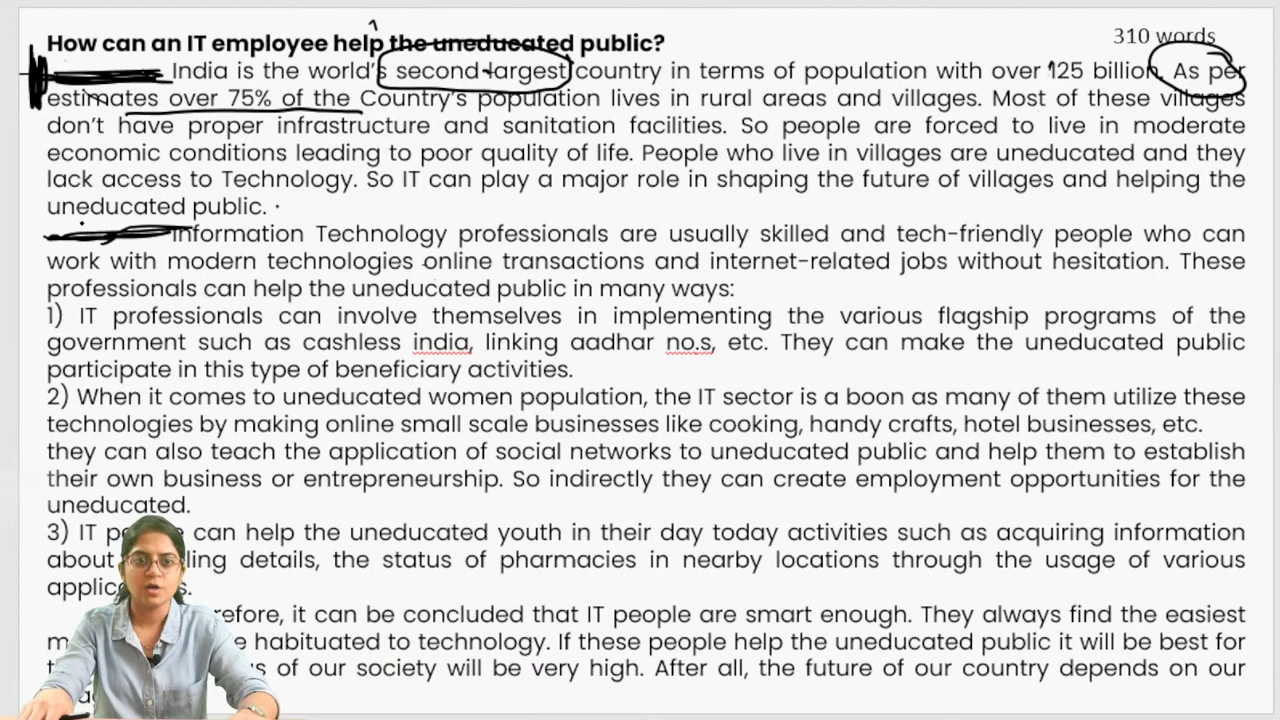 How can an IT employee help the uneducated public?
310 words
India is the world's second largest country in terms of population with over 125 billion. As per
estimates over 75% of the Country's population lives in rural areas and villages. Most of these villages
don't have proper infrastructure and sanitation facilities. So people are forced to live in moderate
economic conditions leading to poor quality of life. People who live in villages are uneducated and they
lack access to Technology. So IT can play a major role in shaping the future of villages and helping the
uneducated public.
Information Technology professionals are usually skilled and tech-friendly people who can
work with modern technologies online transactions and internet-related jobs without hesitation. These
professionals can help the uneducated public in many ways:
1) IT professionals can involve themselves in implementing the various flagship programs of the
government such as cashless india, linking aadhar no.s, etc. They can make the uneducated public
participate in this type of beneficiary activities.
2) When it comes to uneducated women population, the IT sector is a boon as many of them utilize these
technologies by making online small scale businesses like cooking, handy crafts, hotel businesses, etc.
they can also teach the application of social networks to uneducated public and help them to establish
their own business or entrepreneurship. So indirectly they can create employment opportunities for the
uneducated.
3) IT can help the uneducated youth in their day today activities such as acquiring information
about details, the status of pharmacies in nearby locations through the usage of various
it can be concluded that IT people are smart enough. They always find the easiest
habituated to technology. If these people help the uneducated public it will be best for
of our society will be very high. After all, the future of our country depends on our